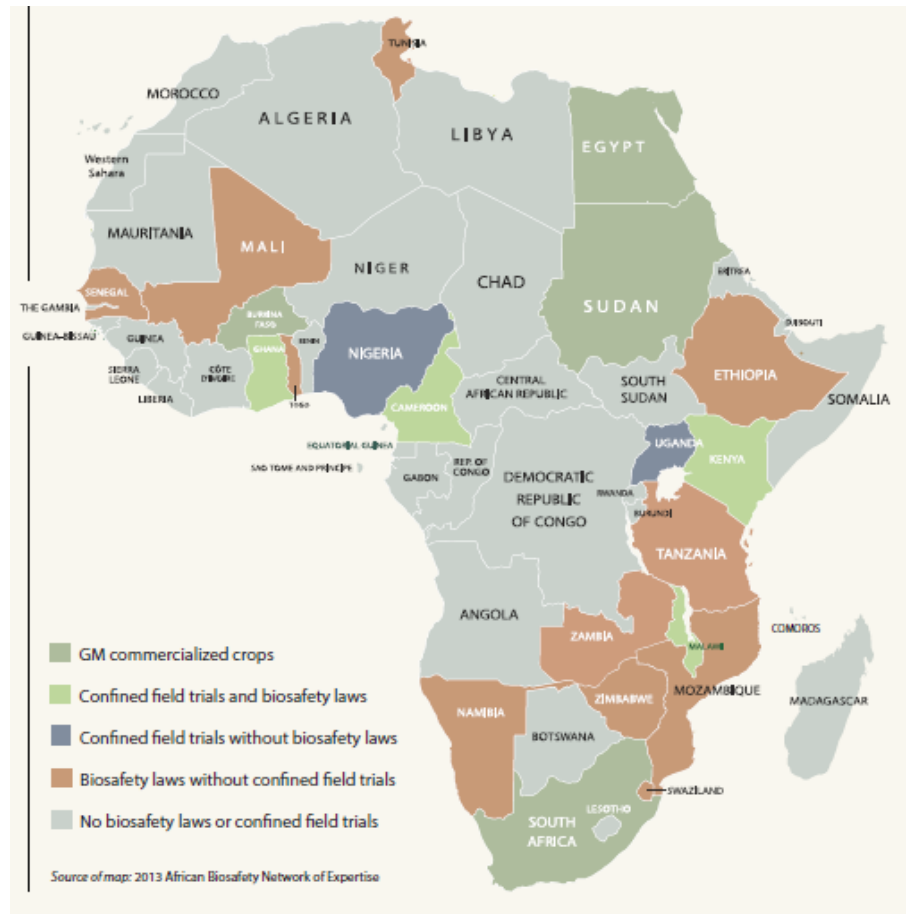 TUNISIA
MOROCCO
ALGERIA
LIBYA
EGYPT
Western
Sahara
MAURITANIA
MALI
NIGER
CHAD
SUDAN
ERITREA
SENEGAL
THE GAMBIA
BURKINA
FASO
DJIBOUTI
GUINEA-BISSAU
GUINEA
GHANA
BENIN
NIGERIA
ETHIOPIA
SIERRA
LEONE
CÔTE
D'IVOIRE
CENTRAL
AFRICAN REPUBLIC
SOUTH
SUDAN
SOMALIA
LIBERIA
TOGO
CAMEROON
EQUATORIAL GUINEA
UGANDA
KENYA
SAO TOME AND PRINCIPE
GABON
REP. OF
CONGO
DEMOCRATIC
REPUBLIC
OF CONGO
RWANDA
BURUNDI
TANZANIA
ANGOLA
COMOROS
ZAMBIA
MALAWI
MOZAMBIQUE
MADAGASCAR
NAMIBIA
ZIMBABWE
BOTSWANA
SWAZILAND
LESOTHO
SOUTH
AFRICA
GM commercialized crops
Confined field trials and biosafety laws
Confined field trials without biosafety laws
Biosafety laws without confined field trials
No biosafety laws or confined field trials
Source of map: 2013 African Biosafety Network of Expertise